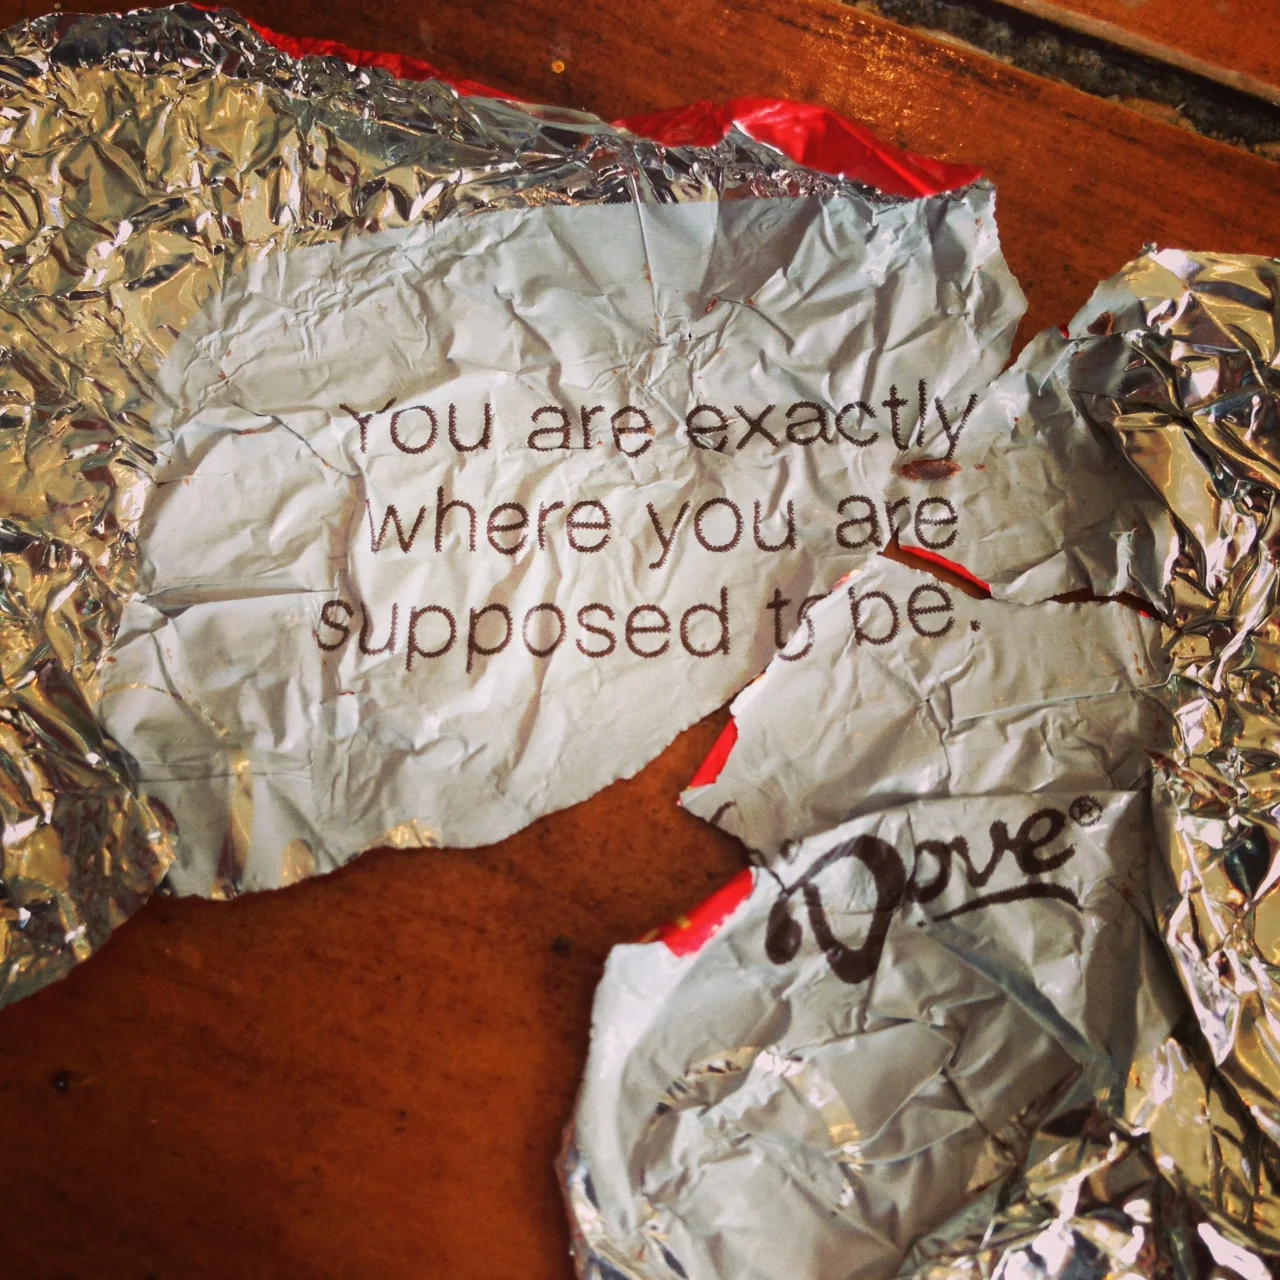 You are exactly
where you are
supposed to be.
Dove®